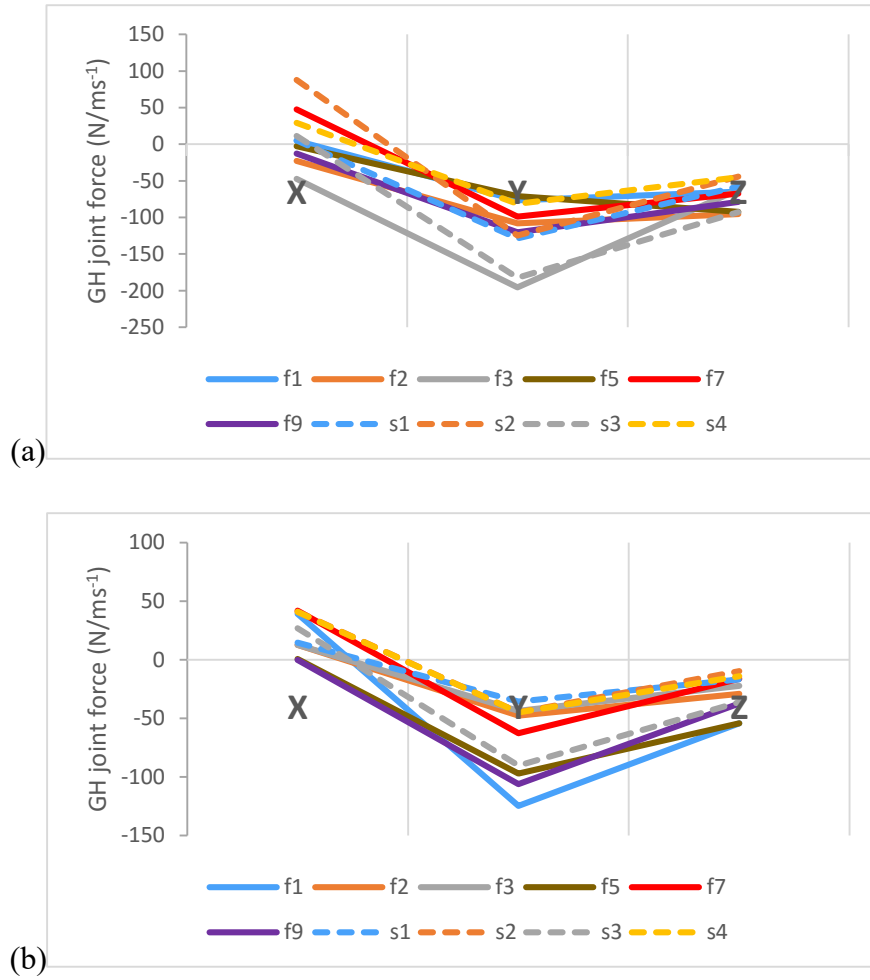 150
100
50
0
-50
-100
-150
-200
-250
GH joint force (N/ms-1)
X Y Z
f1 f2 f3 f5 f7
f9 s1 s2 s3 s4
(a)
100
50
0
-50
-100
-150
GH joint force (N/ms-1)
X Y Z
f1 f2 f3 f5 f7
f9 s1 s2 s3 s4
(b)